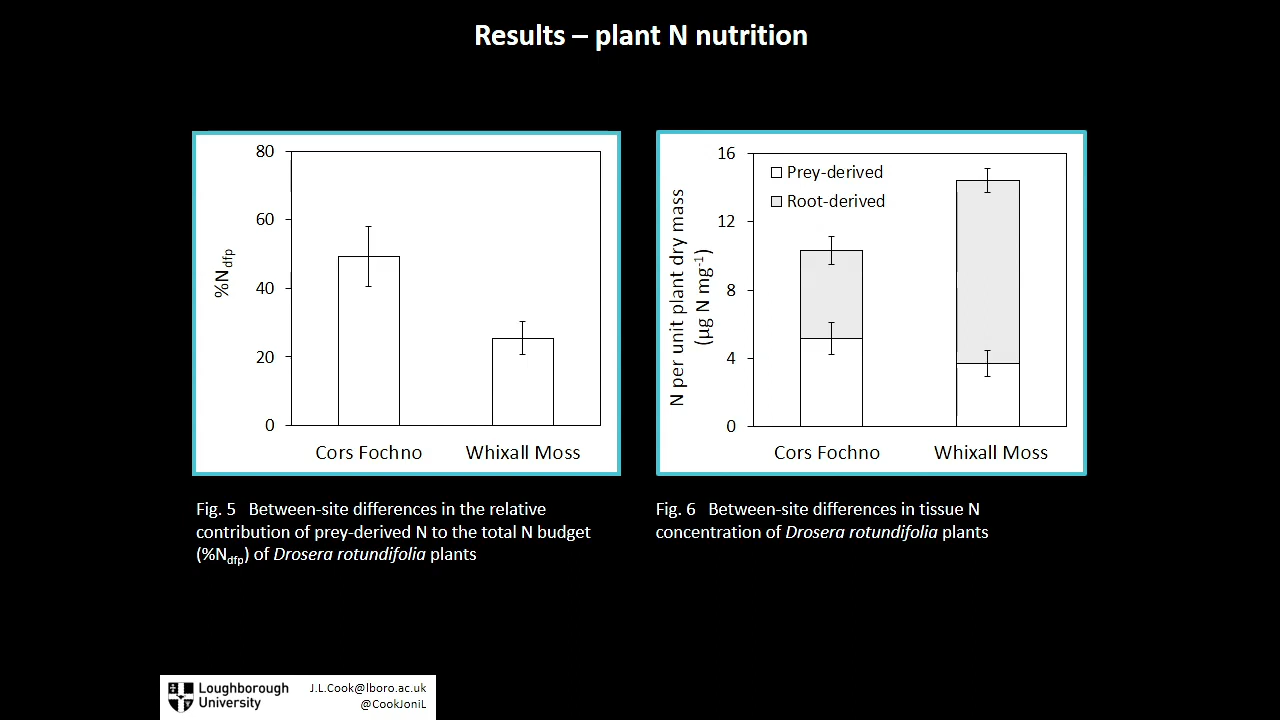 Results – plant N nutrition
80
60
40
20
0
%Ndfp
Cors Fochno
Whixall Moss
16
12
8
4
0
N per unit plant dry mass
(µg N mg-1)
Prey-derived
Root-derived
Cors Fochno
Whixall Moss
Fig. 5 Between-site differences in the relative
contribution of prey-derived N to the total N budget
(%Ndfp) of Drosera rotundifolia plants
Fig. 6 Between-site differences in tissue N
concentration of Drosera rotundifolia plants
Loughborough
University
J.L.Cook@lboro.ac.uk
@CookJoniL